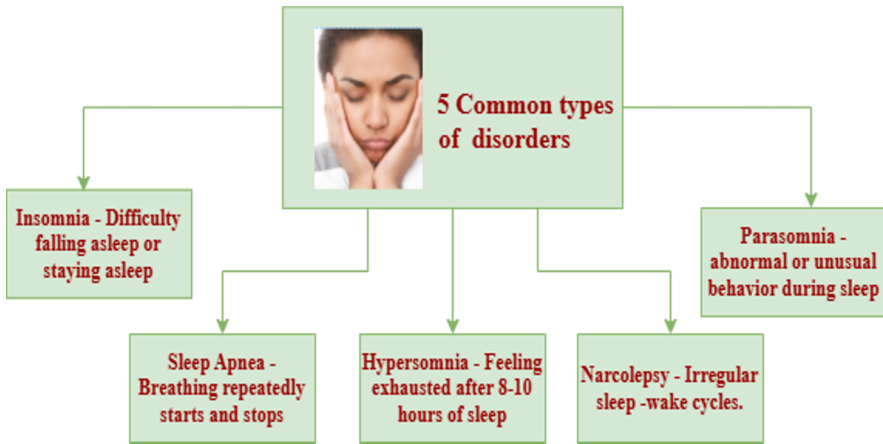 5 Common types
of disorders
Insomnia - Difficulty
falling asleep or
staying asleep
Sleep Apnea -
Breathing repeatedly
starts and stops
Hypersomnia - Feeling
exhausted after 8-10
hours of sleep
Narcolepsy - Irregular
sleep -wake cycles.
Parasomnia -
abnormal or unusual
behavior during sleep